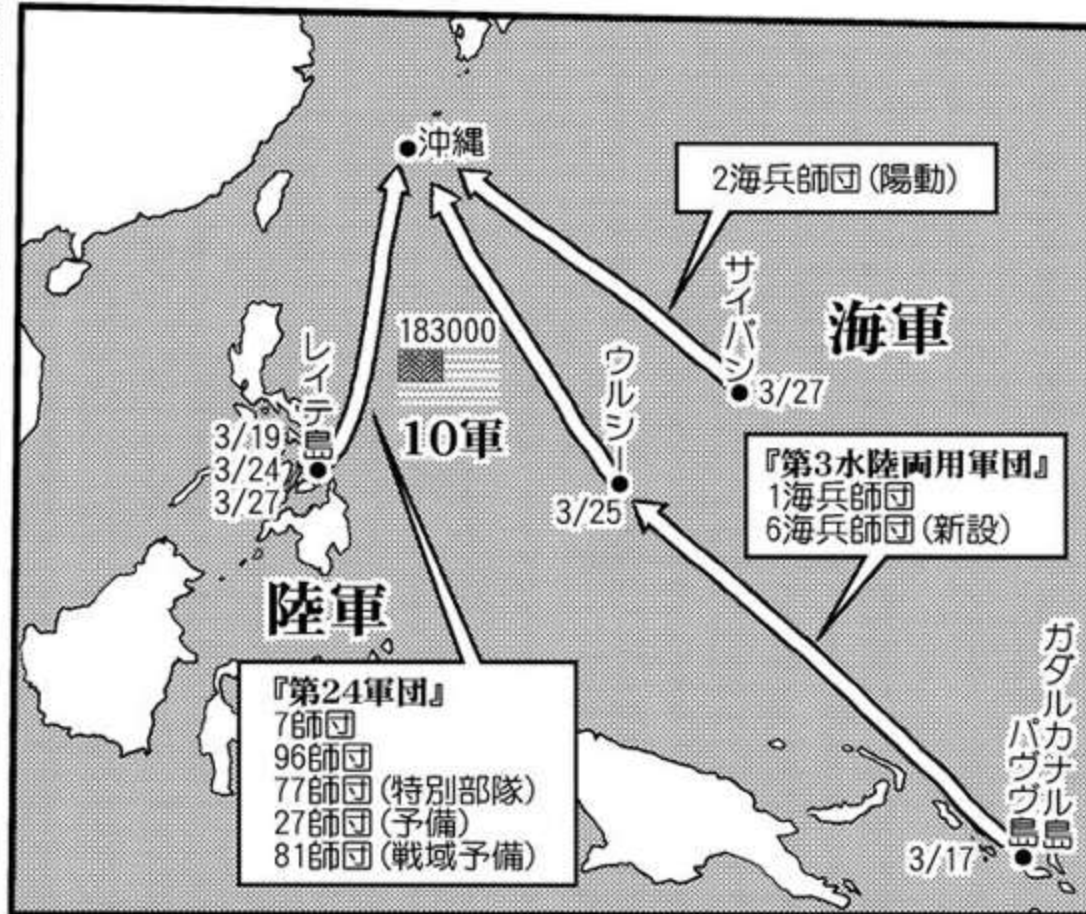 沖縄
2海兵師団(陽動)
サイパン
海軍
3/27
183000
10軍
レイテ島
3/19
3/24
3/27
ウルシー
3/25
『第3水陸両用軍団』
1海兵師団
6海兵師団(新設)
陸軍
『第24軍団』
7師団
96師団
77師団(特別部隊)
27師団(予備)
81師団(戦域予備)
ガダルカナル島
パヴヴ島
3/17